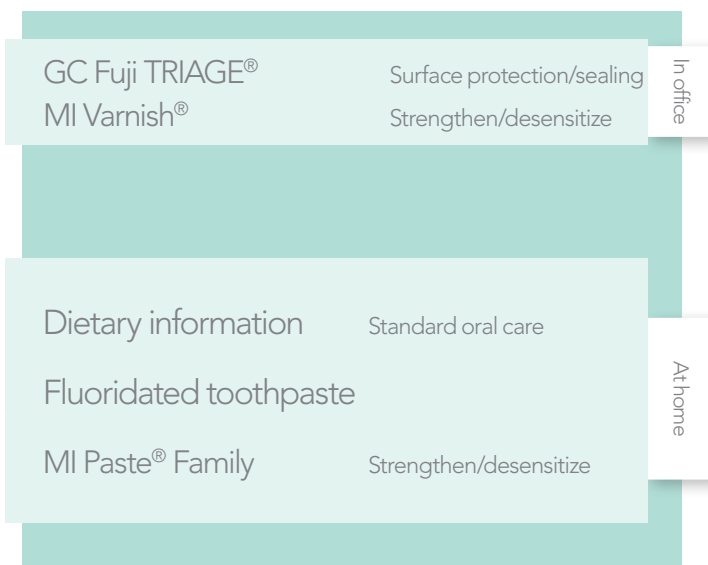 GC Fuji TRIAGE® Surface protection/sealing
MI Varnish® Strengthen/desensitize
In office
Dietary information Standard oral care
Fluoridated toothpaste
MI Paste® Family Strengthen/desensitize
At home